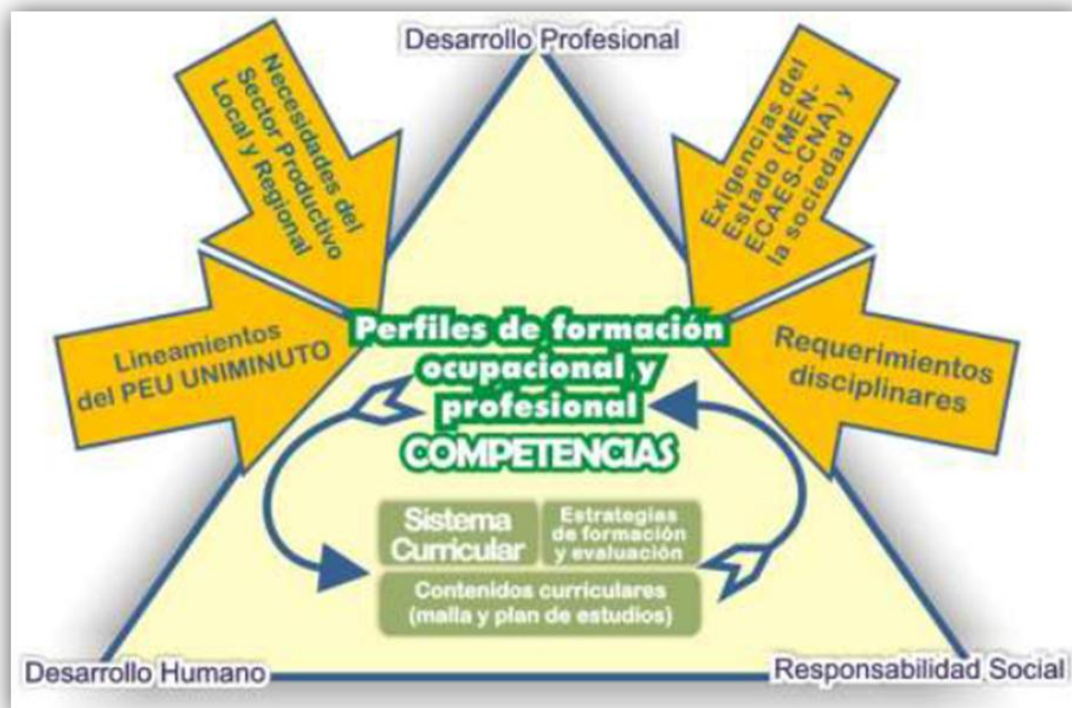 Desarrollo Profesional
Necesidades del
Sector Productivo
Local y Regional
Exigencias del
Estado (MEN-
ECAES-CNA) y
la sociedad
Lineamientos
del PEU UNIMINUTO
Requerimientos
disciplinares
Perfiles de formación
ocupacional y
profesional
COMPETENCIAS
Sistema
Curricular
Estrategias
de formación
y evaluación
Contenidos curriculares
(malla y plan de estudios)
Desarrollo Humano
Responsabilidad Social